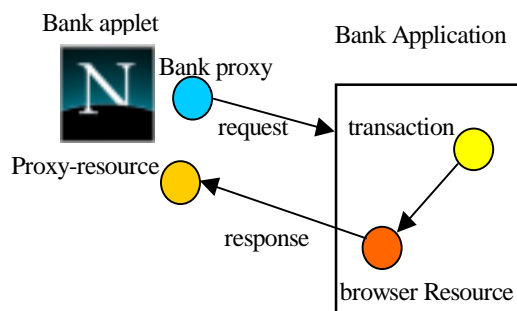 Bank applet
Bank Application
N
Bank proxy
request
transaction
Proxy-resource
response
browser Resource